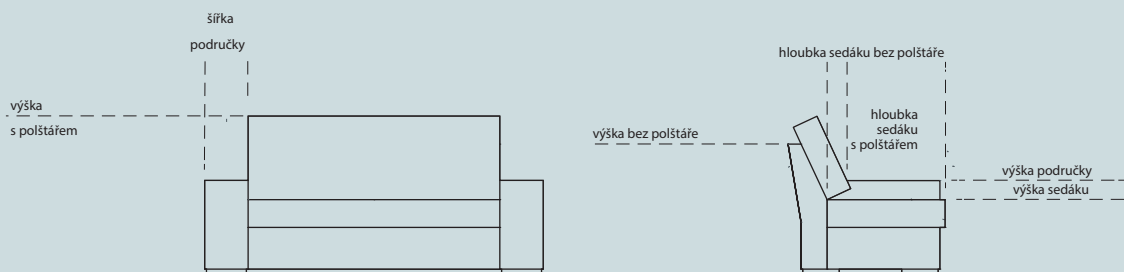 šířka
područky
výška
s polštářem
hloubka sedáku bez polštáře
hloubka
sedáku
s polštářem
výška bez polštáře
výška područky
výška sedáku